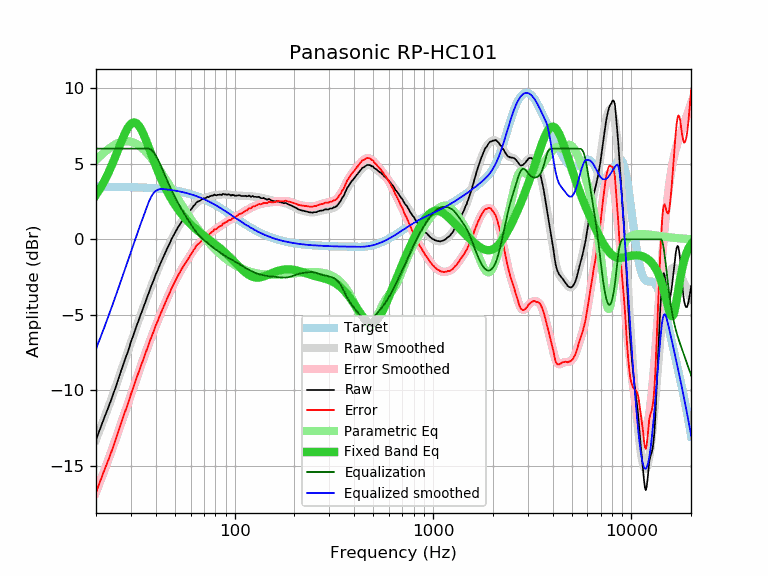 Panasonic RP-HC101
Amplitude (dBr)
10
5
0
−5
−10
−15
Target
Raw Smoothed
Error Smoothed
Raw
Error
Parametric Eq
Fixed Band Eq
Equalization
Equalized smoothed
100
1000
10000
Frequency (Hz)